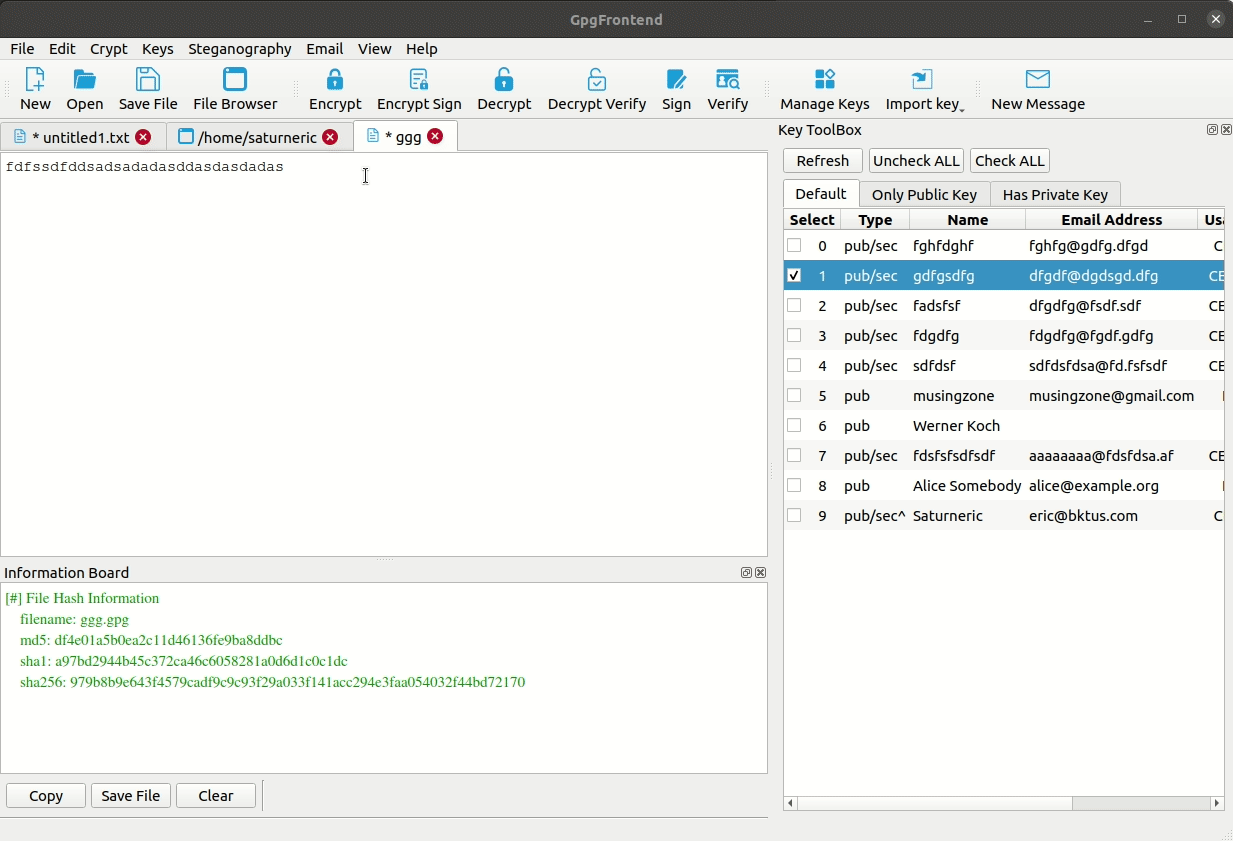 GpgFrontend
File Edit Crypt Keys Steganography Email View Help
New Open Save File File Browser Encrypt Encrypt Sign Decrypt Decrypt Verify Sign Verify Manage Keys Import key New Message
* untitled1.txt /home/saturneric * ggg
fdfssdfddsadsadadasddasdasdadas
Key ToolBox
Refresh Uncheck ALL Check ALL
Default Only Public Key Has Private Key
Select Type Name Email Address
0 pub/sec fghfdghf fghfg@gdfg.dfgd
1 pub/sec gdfgsdfg dfgdf@dgdsgd.dfg CE
2 pub/sec fadsfsf dfgdfg@fsdf.sdf CE
3 pub/sec fdgdfg fdgdfg@fgdf.gdfg CE
4 pub/sec sdfdsf sdfdsfdsa@fd.fsfsdf CE
5 pub musingzone musingzone@gmail.com
6 pub Werner Koch
7 pub/sec fdsfsfsdfsdf aaaaaaaa@fdsfdsa.af CE
8 pub Alice Somebody alice@example.org
9 pub/sec^ Saturneric eric@bktus.com C
Information Board
[#] File Hash Information
filename: ggg.gpg
md5: df4e01a5b0ea2c11d46136fe9ba8ddbc
sha1: a97bd2944b45c372ca46c6058281a0d6d1c0c1dc
sha256: 979b8b9e643f4579cadf9c9c93f29a033f141acc294e3faa054032f44bd72170
Copy Save File Clear